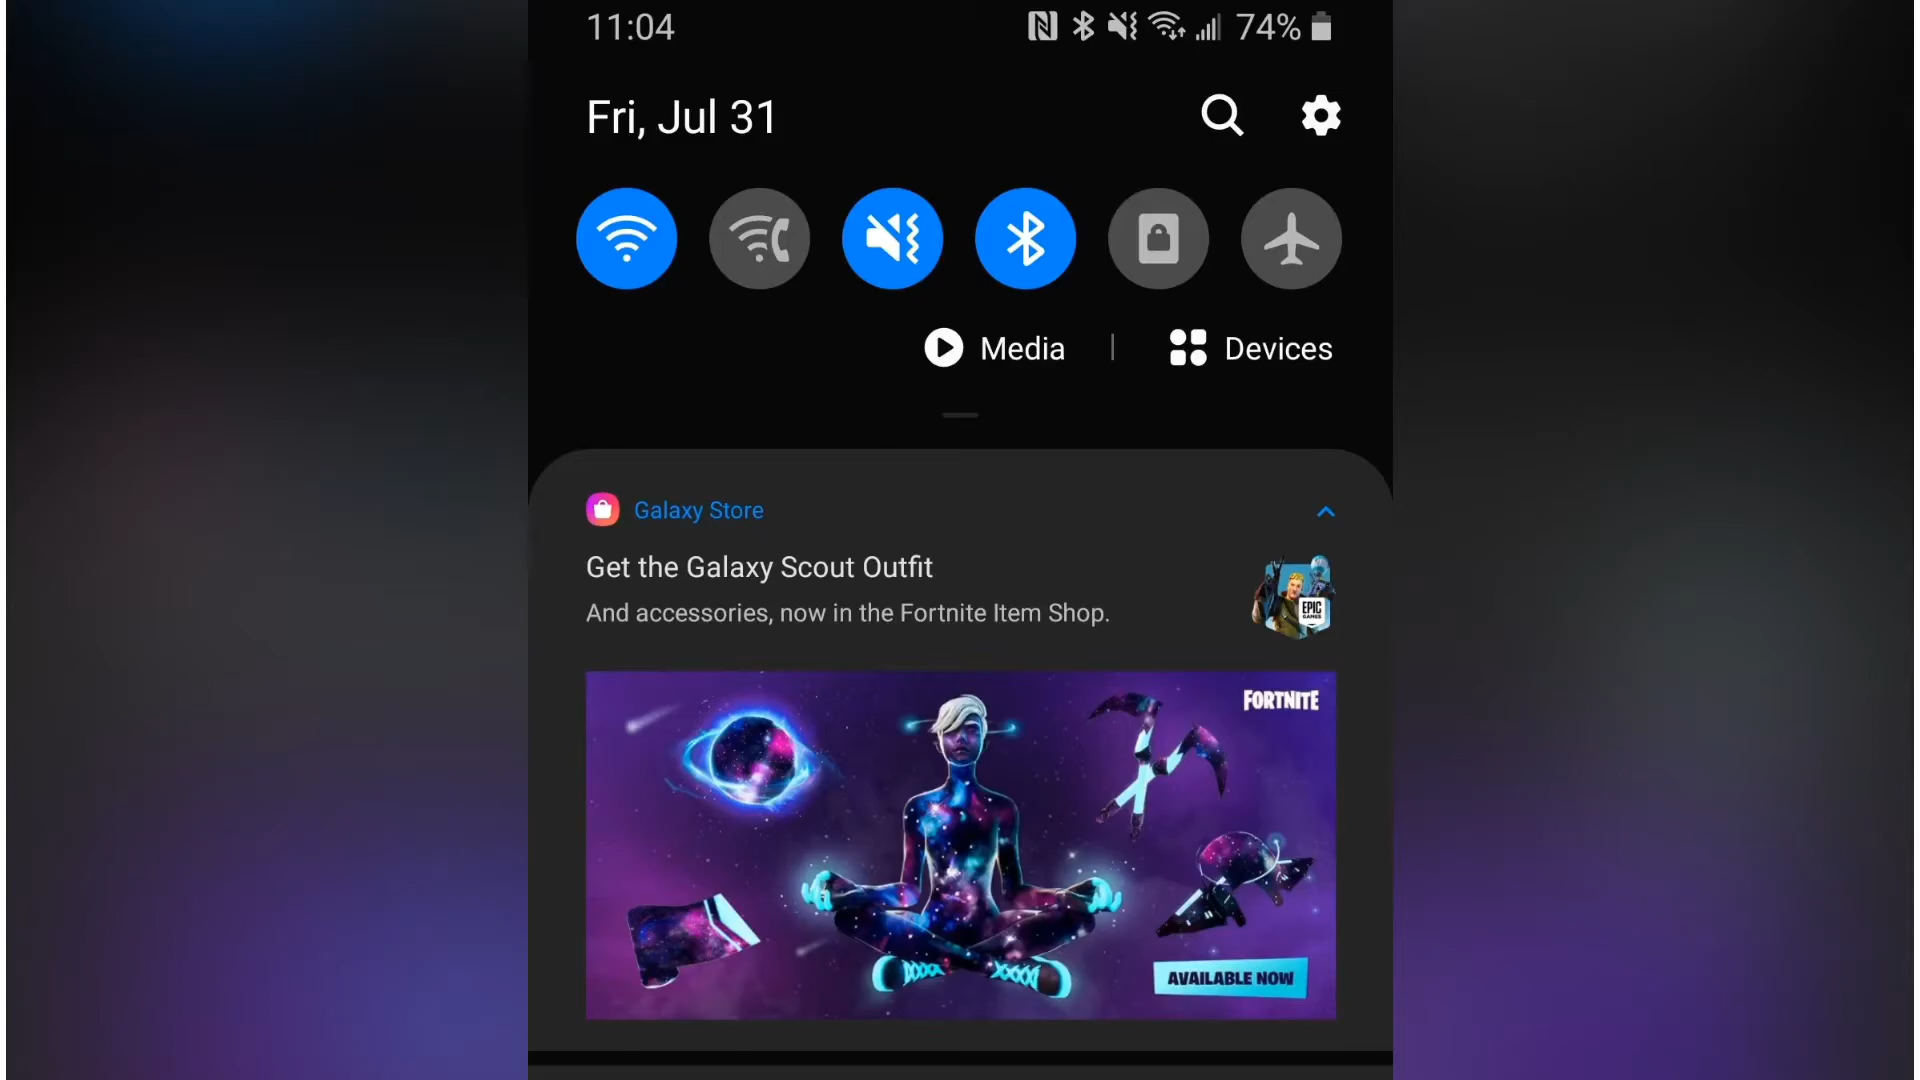 11:04
74%
Fri, Jul 31
Media | Devices
Galaxy Store
Get the Galaxy Scout Outfit
And accessories, now in the Fortnite Item Shop.
EPIC
GAMES
FORTNITE
AVAILABLE NOW